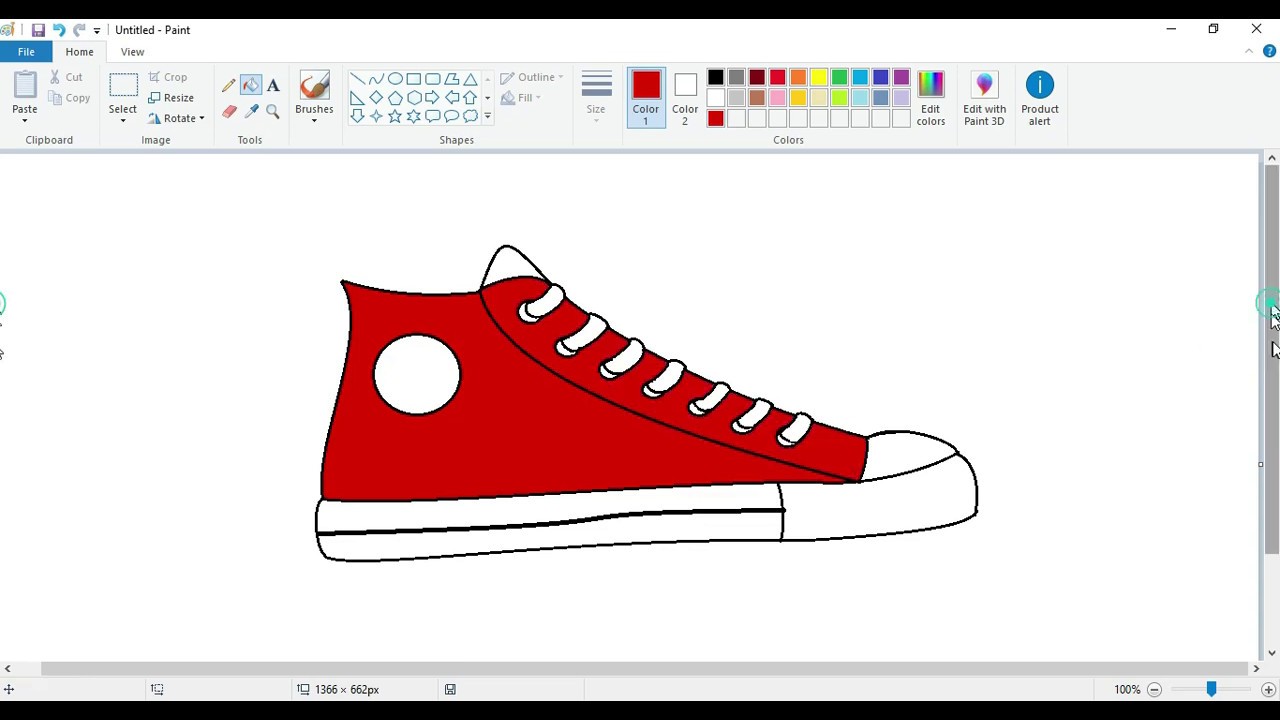 Untitled - Paint
File Home View
Paste
Cut
Copy
Clipboard
Select
Crop
Resize
Rotate
Image
A
Tools
Brushes
Outline
Fill
Shapes
Size
Color 1
Color 2
Edit colors
Colors
Edit with Paint 3D
Product alert
1366 × 662px
100%